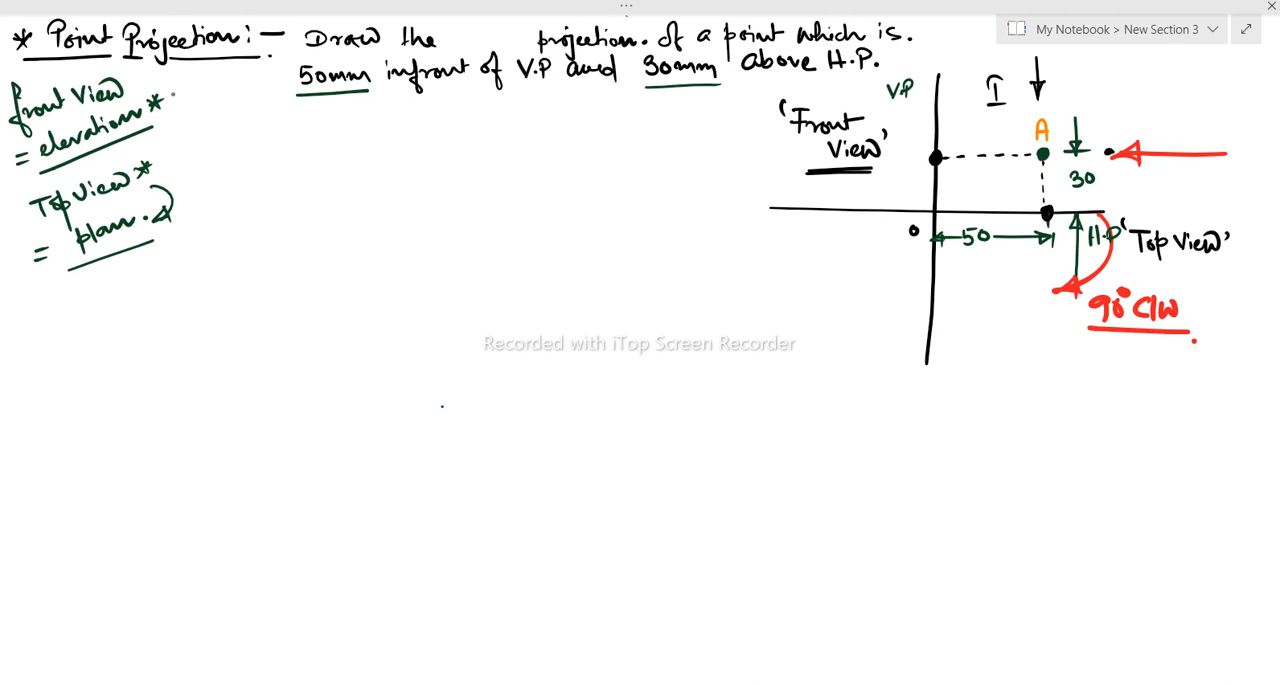 * Point Projection:- Draw the projection. Of a point which is.
50mm infront of V.P and 30mm above H.P.
My Notebook > New Section 3
front View
= elevation*
Top View*
= plan.
V.P
I
'Front
View'
A
30
0
50
H.P
'Top View'
90° C/W
Recorded with iTop Screen Recorder